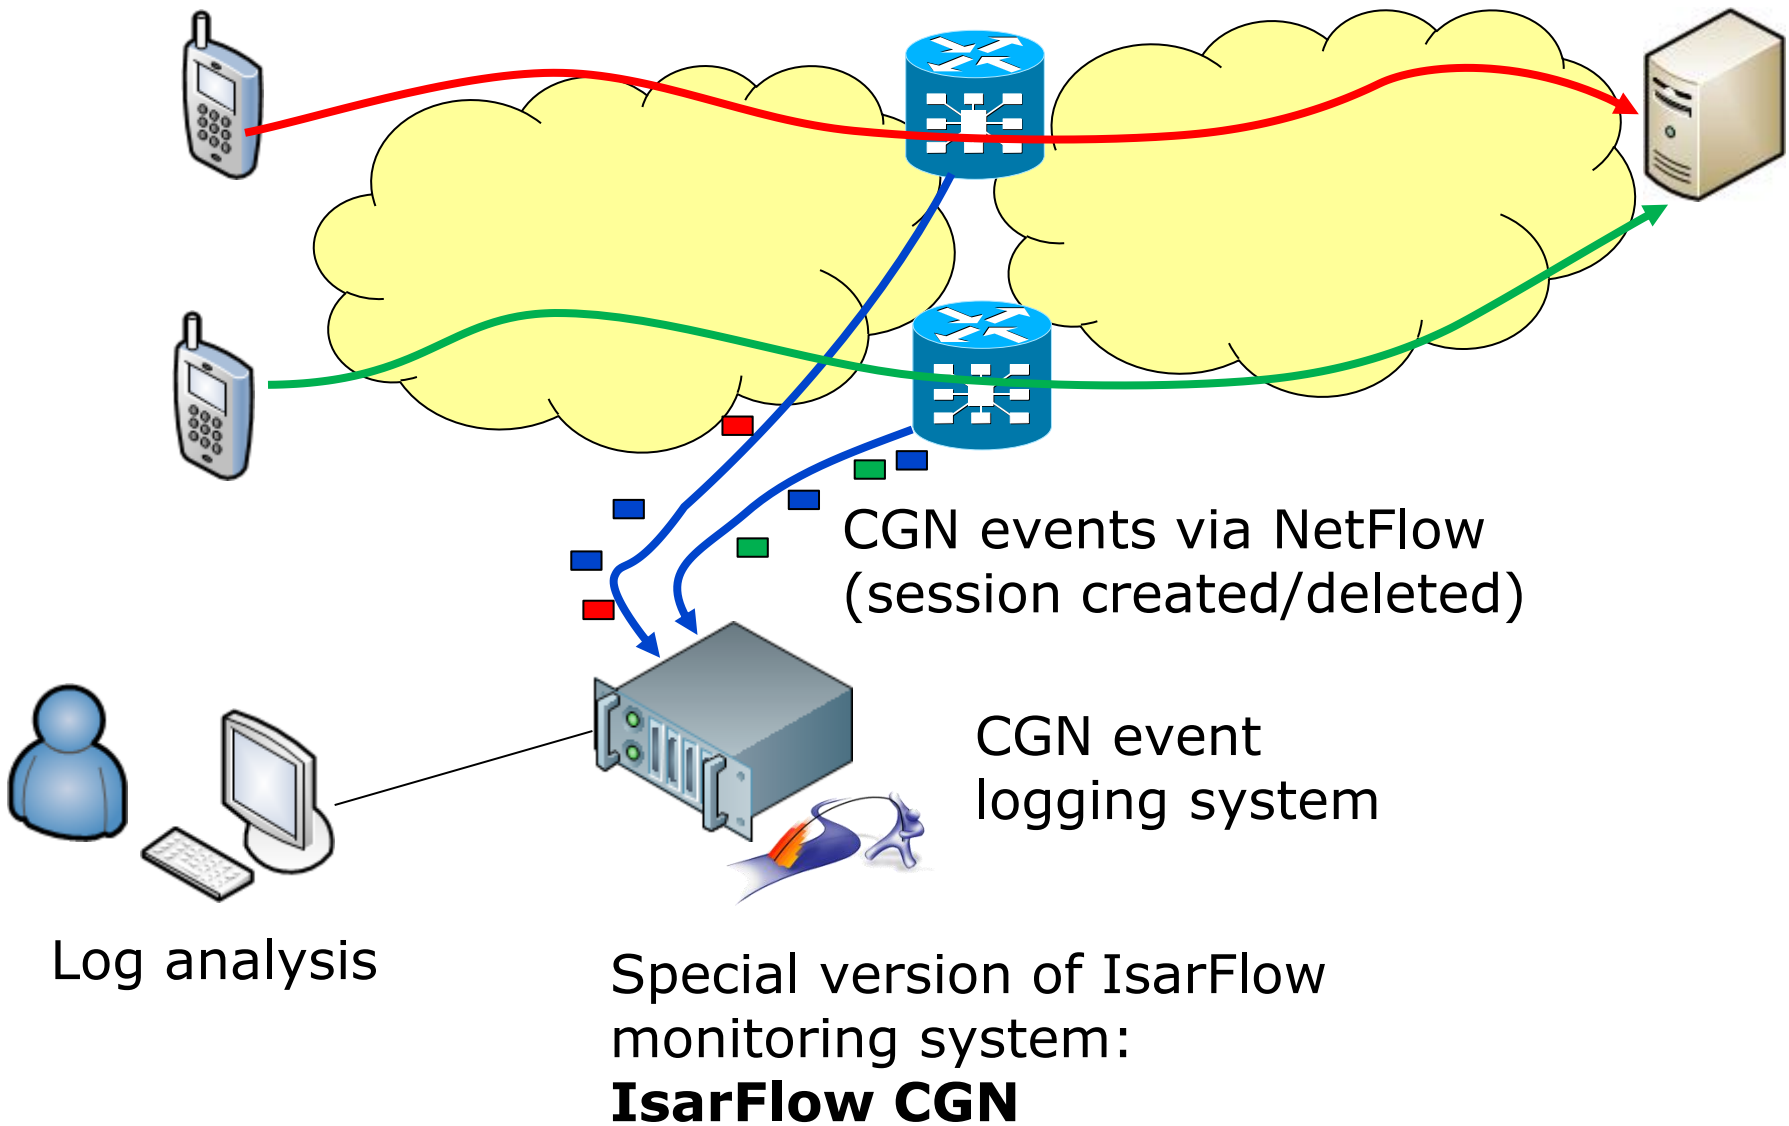 CGN events via NetFlow
(session created/deleted)
CGN event
logging system
Log analysis
Special version of IsarFlow
monitoring system:
IsarFlow CGN